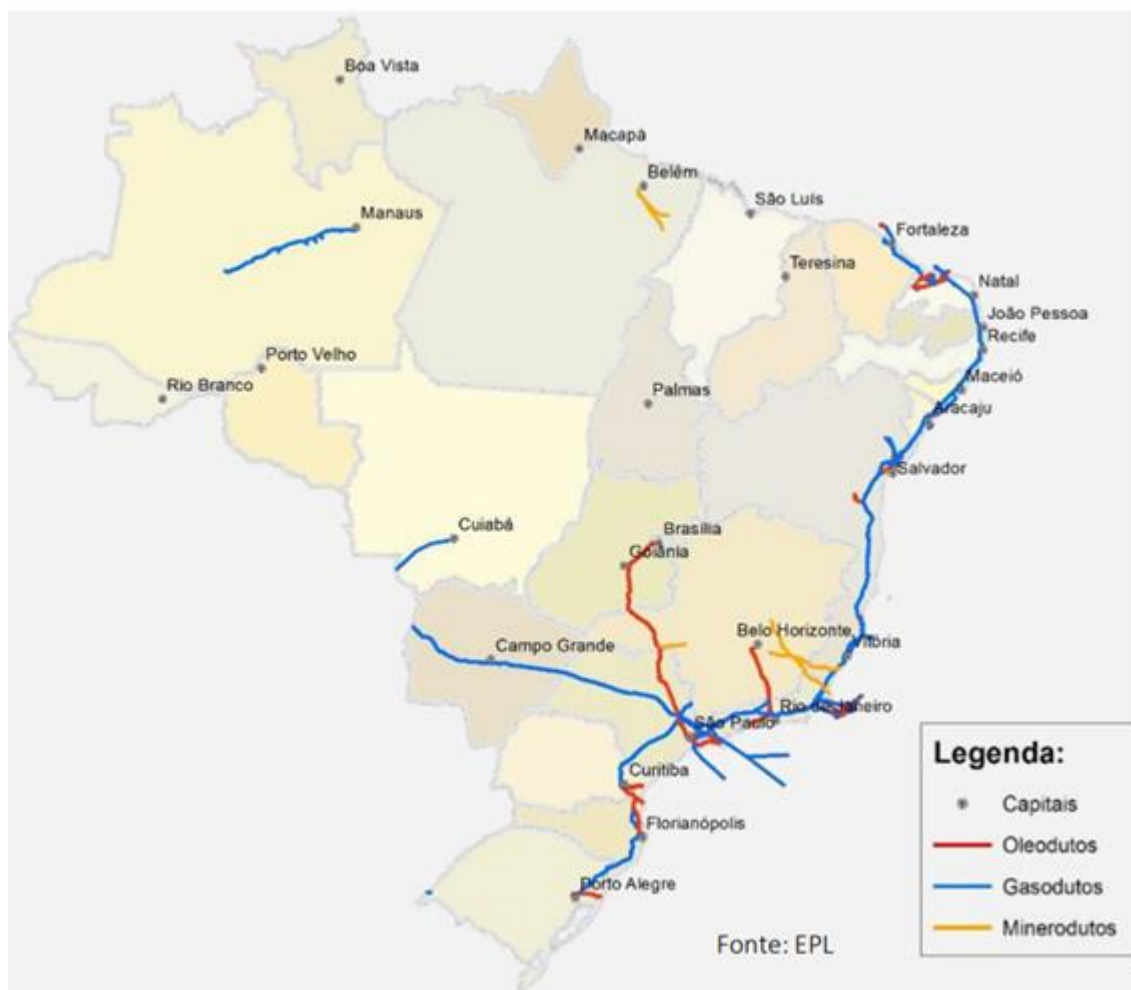 Boa Vista
Macapá
Belém
São Luís
Manaus
Fortaleza
Teresina
Natal
João Pessoa
Recife
Porto Velho
Rio Branco
Palmas
Maceió
Aracaju
Salvador
Cuiabá
Brasília
Goiânia
Belo Horizonte
Vitória
Campo Grande
Rio de Janeiro
São Paulo
Curitiba
Florianópolis
Porto Alegre
Legenda:
Capitais
Oleodutos
Gasodutos
Minerodutos
Fonte: EPL